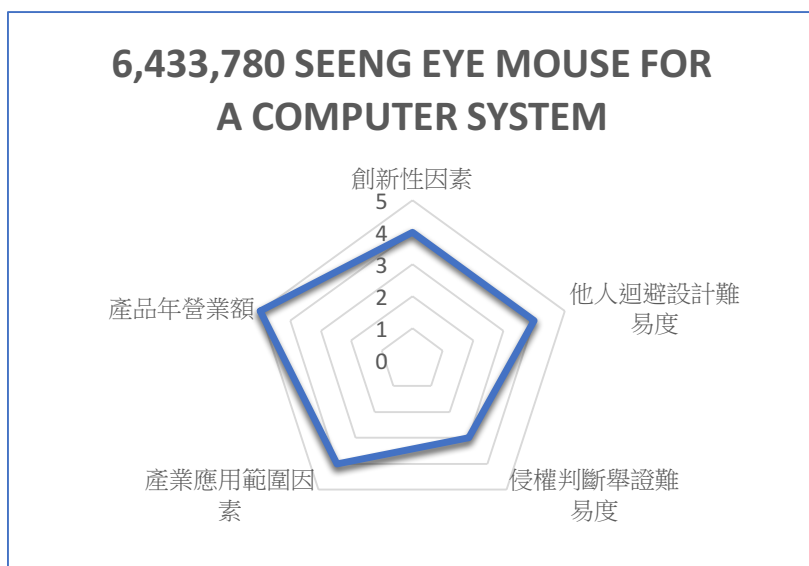 6,433,780 SEENG EYE MOUSE FOR
A COMPUTER SYSTEM
創新性因素
5
4
3
2
1
0
他人迴避設計難
易度
侵權判斷舉證難
易度
產業應用範圍因
素
產品年營業額